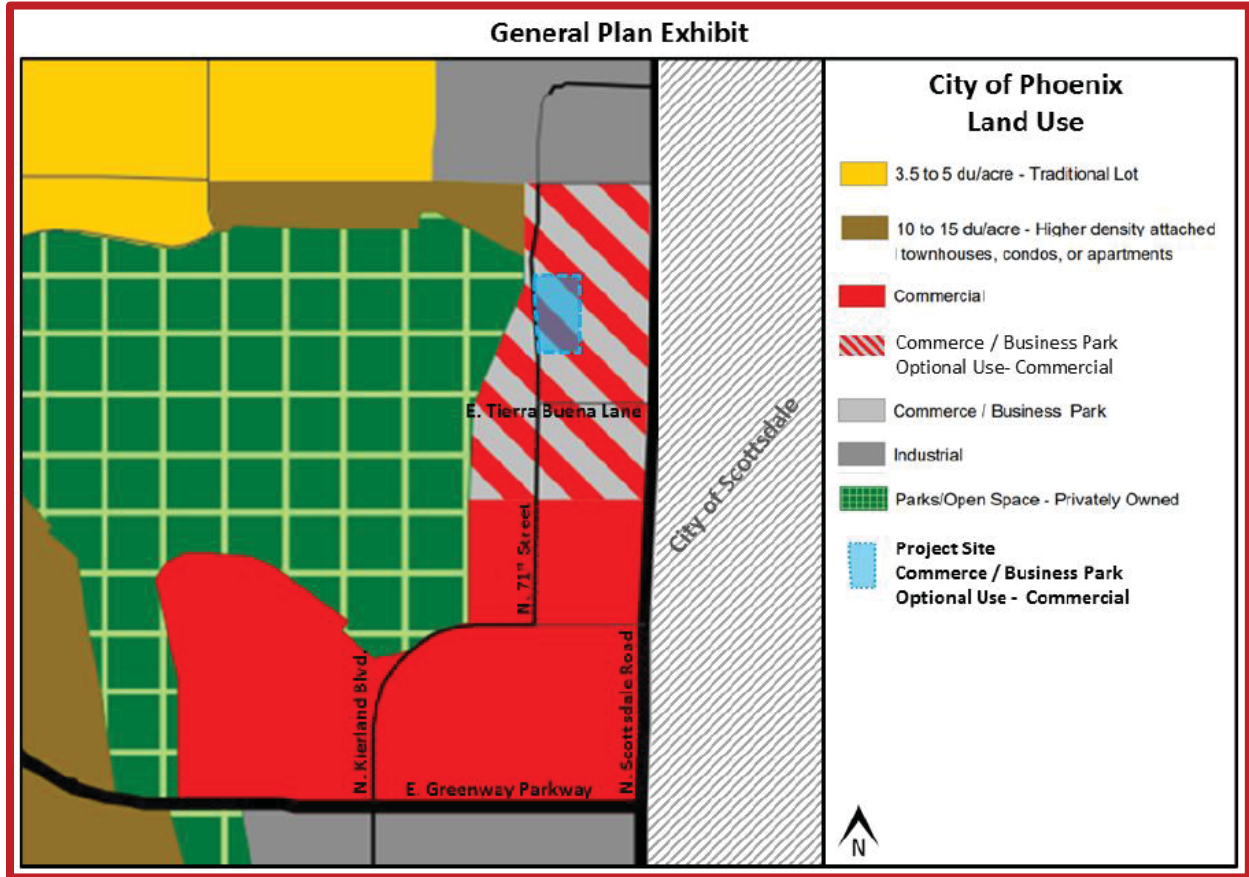 General Plan Exhibit
E. Tierra Buena Lane
City of Scottsdale
N. 71st Street
N. Kierland Blvd.
N. Scottsdale Road
E. Greenway Parkway
City of Phoenix
Land Use
3.5 to 5 du/acre - Traditional Lot
10 to 15 du/acre - Higher density attached
townhouses, condos, or apartments
Commercial
Commerce / Business Park
Optional Use- Commercial
Commerce / Business Park
Industrial
Parks/Open Space - Privately Owned
Project Site
Commerce / Business Park
Optional Use - Commercial
N